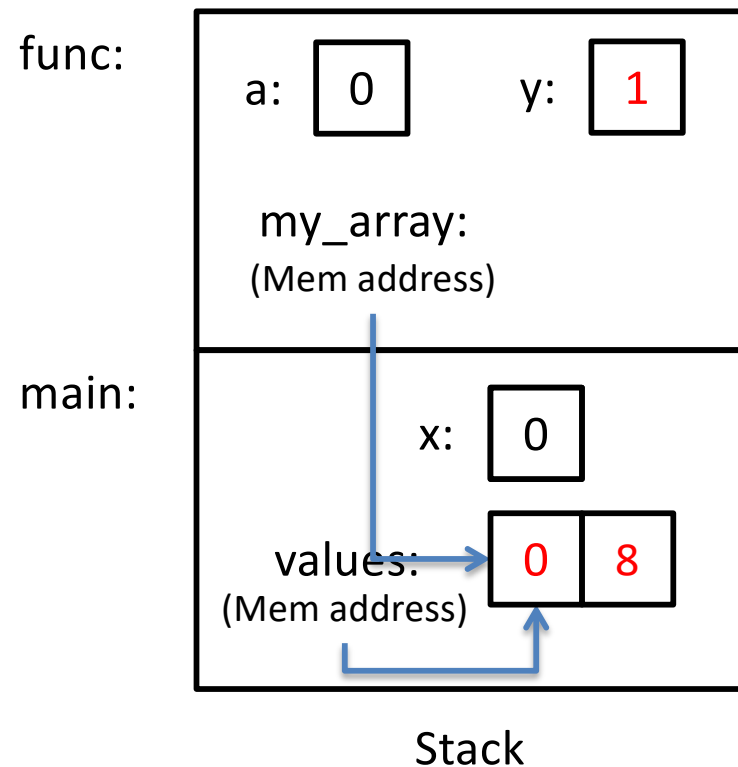 func:
a: 0 y: 1
my_array:
(Mem address)
main:
x: 0
values: 0 8
(Mem address)
Stack